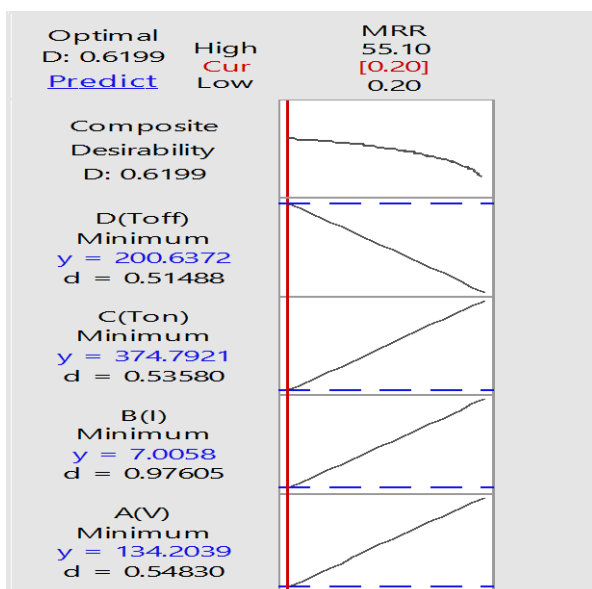 Optimal
D: 0.6199
Predict
High
Cur
Low
MRR
55.10
[0.20]
0.20
Composite
Desirability
D: 0.6199
D(Toff)
Minimum
y = 200.6372
d = 0.51488
C(Ton)
Minimum
y = 374.7921
d = 0.53580
B(I)
Minimum
y = 7.0058
d = 0.97605
A(V)
Minimum
y = 134.2039
d = 0.54830